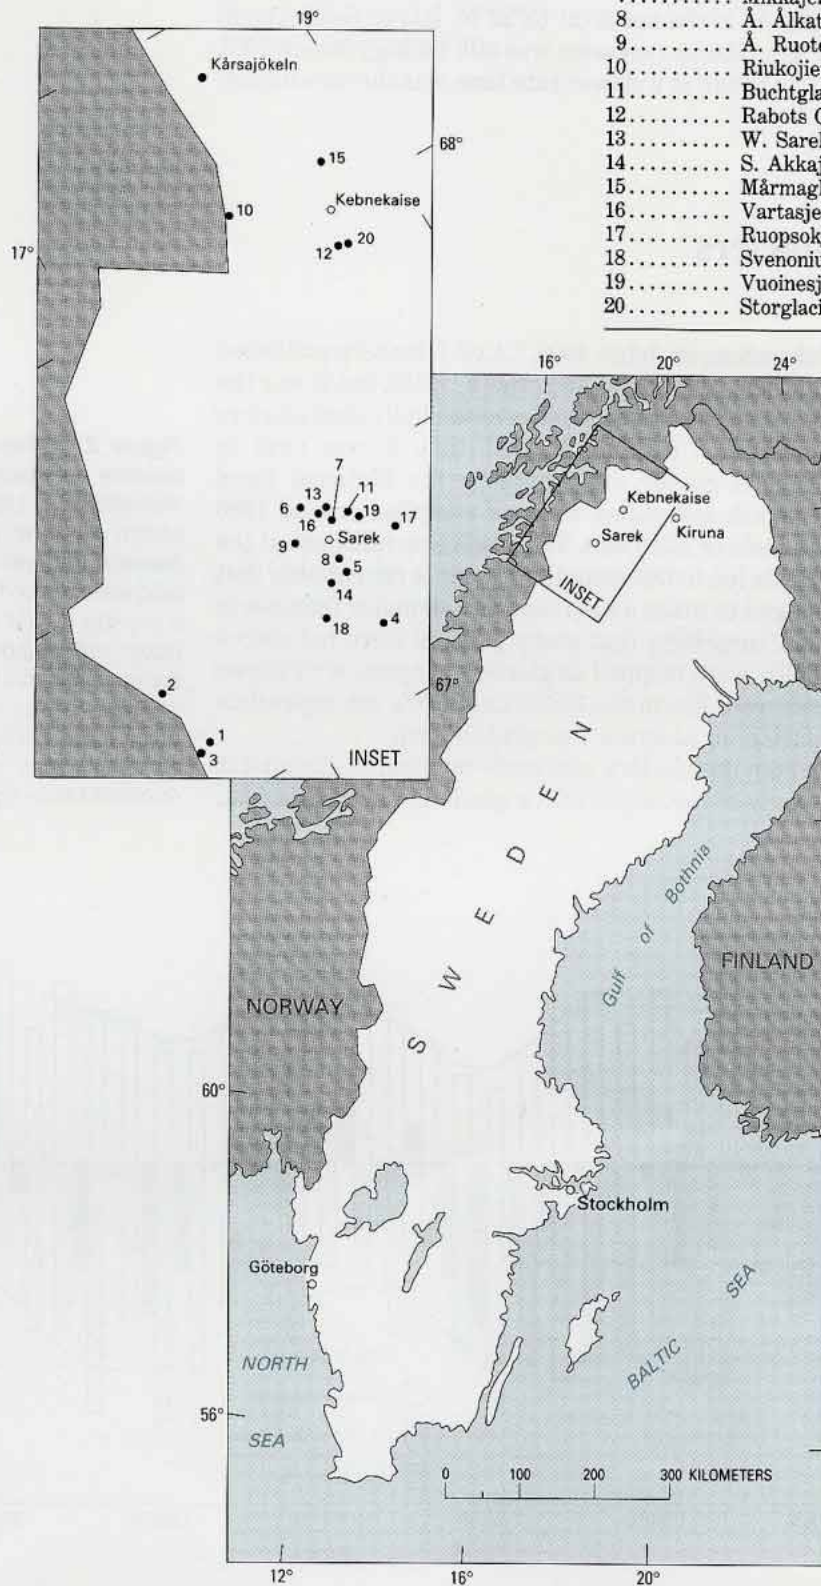 8.......... Å. Ålkat
9.......... Å. Ruote
10.......... Riukojie
11.......... Buchtgla
12.......... Rabots G
13.......... W. Sarek
14.......... S. Akkaj
15.......... Mårmagl
16.......... Vartasje
17.......... Ruopsok
18.......... Svenoniu
19.......... Vuoinesj
20.......... Storglaci
19°
Kårsajökeln
68°
15
Kebnekaise
10
12
20
17°
7
6
13
11
16
19
17
9
Sarek
8
5
14
18
4
67°
2
1
3
INSET
16°
20°
24°
Kebnekaise
Sarek
Kiruna
INSET
SWEDEN
Gulf of Bothnia
NORWAY
FINLAND
60°
Stockholm
Göteborg
NORTH
SEA
BALTIC
SEA
56°
0 100 200 300 KILOMETERS
12°
16°
20°